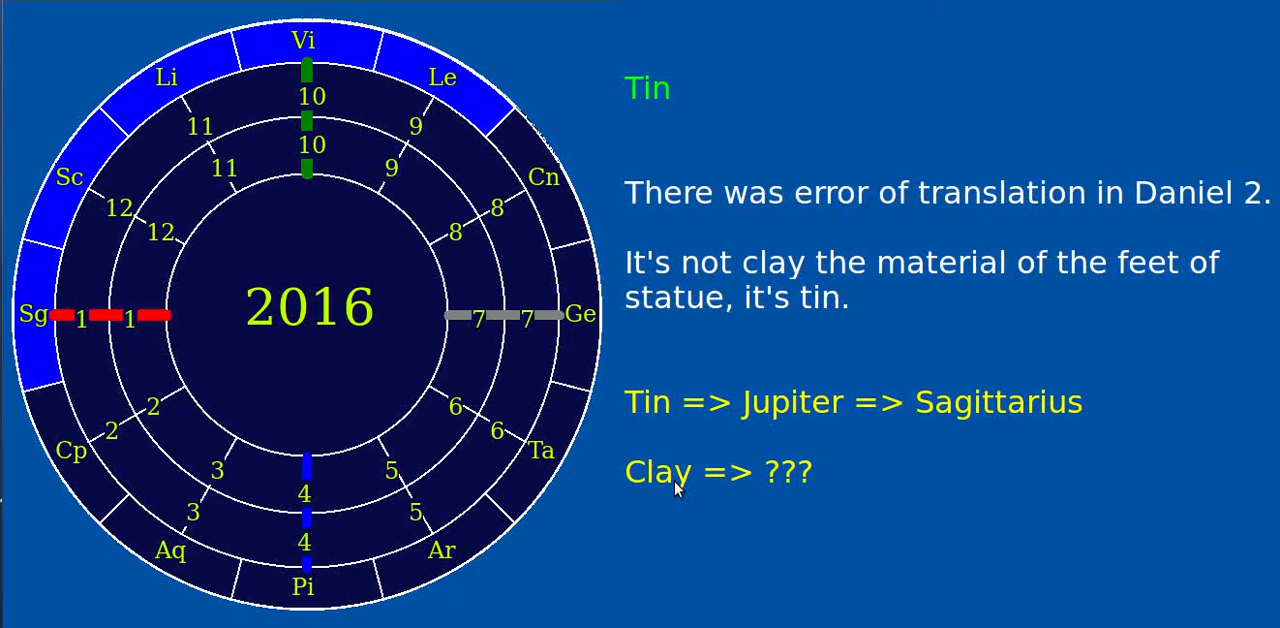 Vi
Li
Le
10
11
9
10
11
9
Sc
Cn
12
8
12
8
2016
Sg
1
1
7
7
Ge
2
6
2
6
Cp
Ta
3
5
4
3
5
4
Aq
Ar
Pi
Tin
There was error of translation in Daniel 2.
It's not clay the material of the feet of
statue, it's tin.
Tin => Jupiter => Sagittarius
Clay => ???